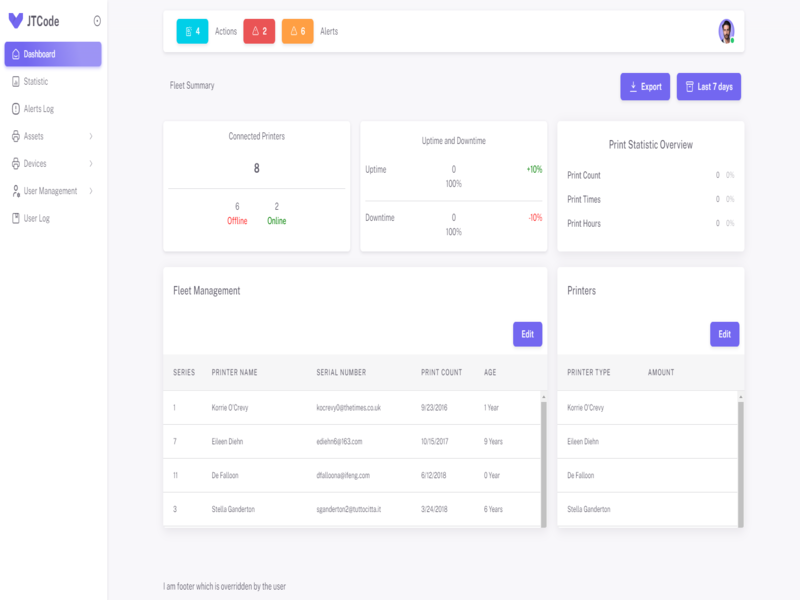 JTCode
Dashboard
Statistic
Alerts Log
Assets
Devices
User Management
User Log
4 Actions 2 6 Alerts
Fleet Summary
Export
Last 7 days
Connected Printers
8
6 2
Offline Online
Uptime and Downtime
Uptime 0 +10%
100%
Downtime 0 -10%
100%
Print Statistic Overview
Print Count 0 0%
Print Times 0 0%
Print Hours 0 0%
Fleet Management
Edit
SERIES PRINTER NAME SERIAL NUMBER PRINT COUNT AGE
1 Korrie O'Crevy kocrevy0@thetimes.co.uk 9/23/2016 1 Year
7 Eileen Diehn ediehn6@163.com 10/15/2017 9 Years
11 De Falloon dfalloona@ifeng.com 6/12/2018 0 Year
3 Stella Ganderton sganderton2@tuttocitta.it 3/24/2018 6 Years
Printers
Edit
PRINTER TYPE AMOUNT
Korrie O'Crevy
Eileen Diehn
De Falloon
Stella Ganderton
I am footer which is overridden by the user